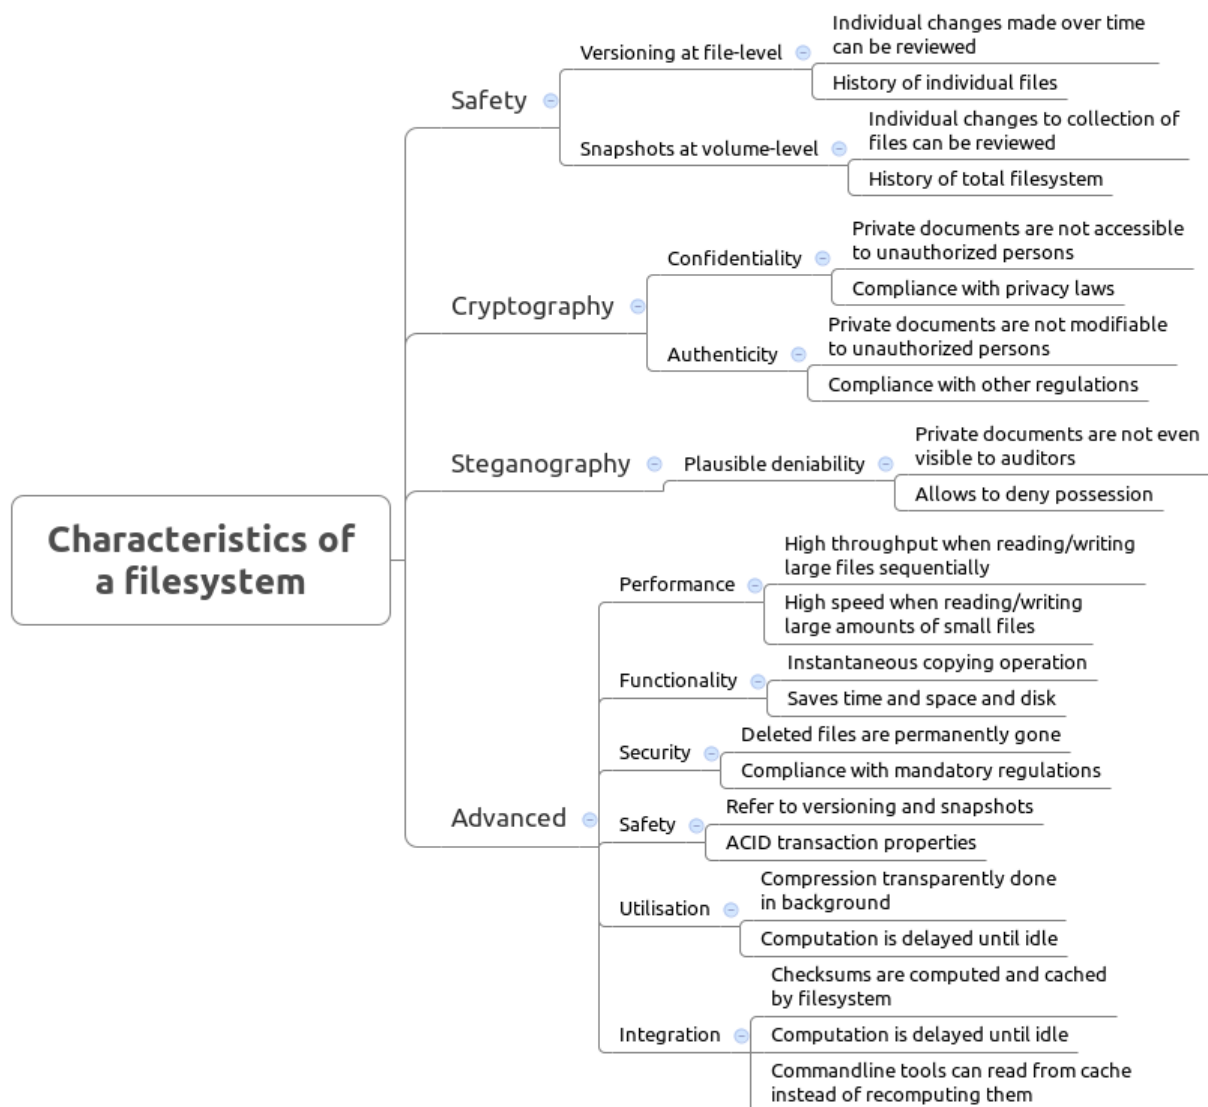 Individual changes made over time
can be reviewed
Versioning at file-level
History of individual files
Safety
Individual changes to collection of
files can be reviewed
Snapshots at volume-level
History of total filesystem
Private documents are not accessible
to unauthorized persons
Confidentiality
Compliance with privacy laws
Cryptography
Private documents are not modifiable
to unauthorized persons
Authenticity
Compliance with other regulations
Private documents are not even
visible to auditors
Steganography
Plausible deniability
Allows to deny possession
Characteristics of
a filesystem
High throughput when reading/writing
large files sequentially
Performance
High speed when reading/writing
large amounts of small files
Instantaneous copying operation
Functionality
Saves time and space and disk
Deleted files are permanently gone
Security
Compliance with mandatory regulations
Advanced
Refer to versioning and snapshots
Safety
ACID transaction properties
Compression transparently done
in background
Utilisation
Computation is delayed until idle
Checksums are computed and cached
by filesystem
Integration
Computation is delayed until idle
Commandline tools can read from cache
instead of recomputing them